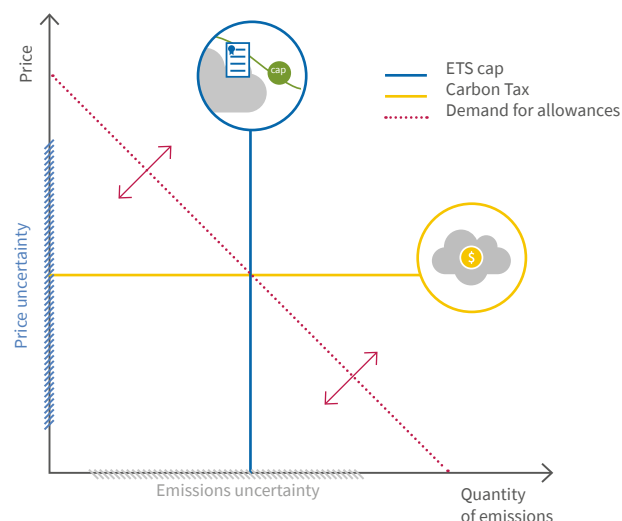 Price
cap
ETS cap
Carbon Tax
Demand for allowances
$
Price uncertainty
Emissions uncertainty
Quantity
of emissions